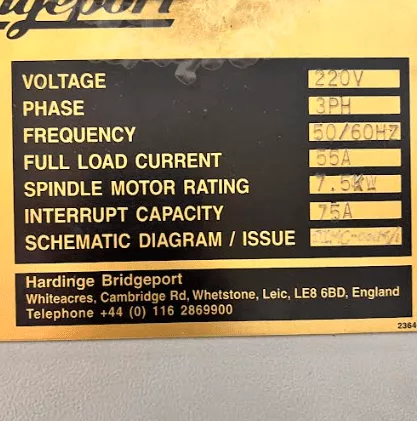 VOLTAGE 220V
PHASE 3PH
FREQUENCY 50/60Hz
FULL LOAD CURRENT 55A
SPINDLE MOTOR RATING 7.5KW
INTERRUPT CAPACITY 75A
SCHEMATIC DIAGRAM / ISSUE
Hardinge Bridgeport
Whiteacres, Cambridge Rd, Whetstone, Leic, LE8 6BD, England
Telephone +44 (0) 116 2869900
2364